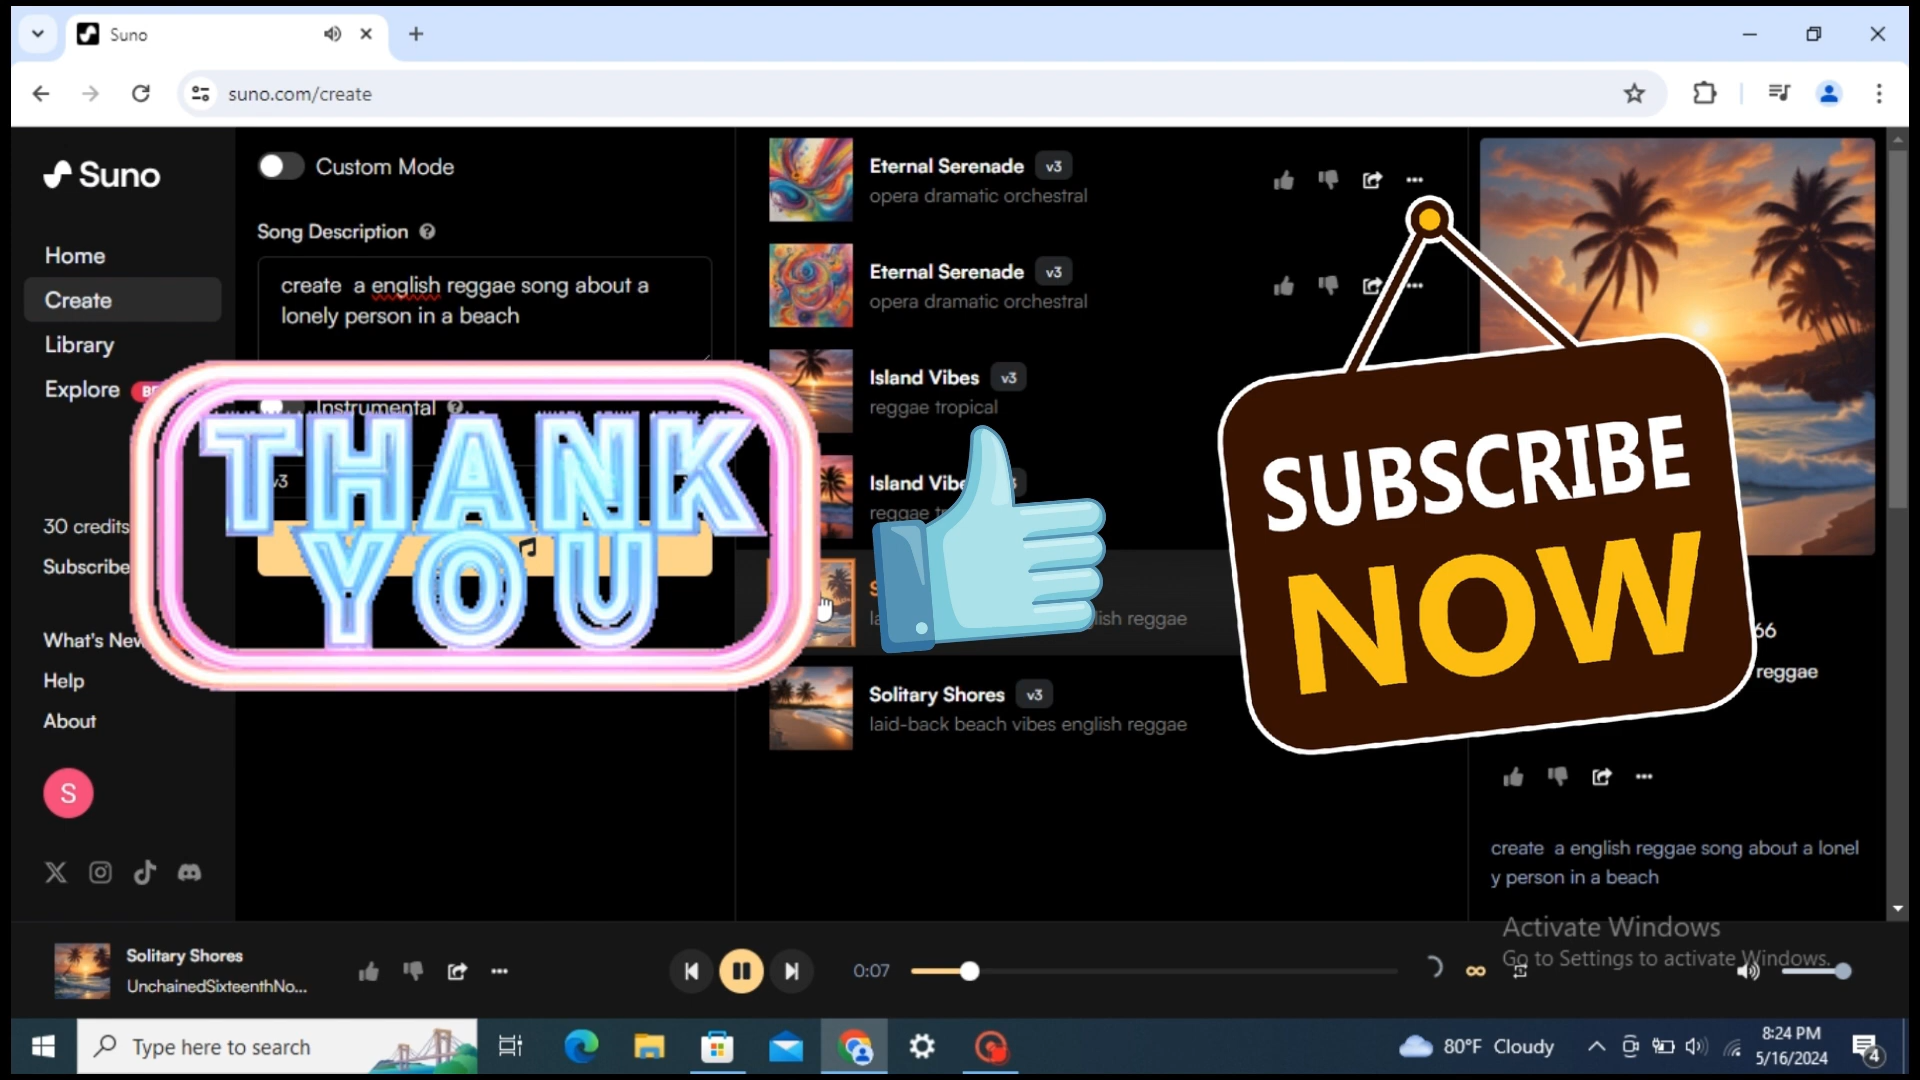 Suno
suno.com/create
Suno
Home
Create
Library
Explore
30 credits
Subscribe
What's New
Help
About
S
Custom Mode
Song Description
create  a english reggae song about a
lonely person in a beach
Instrumental
v3
THANK
YOU
Eternal Serenade v3
opera dramatic orchestral
Eternal Serenade v3
opera dramatic orchestral
Island Vibes v3
reggae tropical
Island
reggae
english reggae
Solitary Shores v3
laid-back beach vibes english reggae
SUBSCRIBE
NOW
66
reggae
create  a english reggae song about a lonel
y person in a beach
Activate Windows
Go to Settings to activate Windows.
Solitary Shores
UnchainedSixteenthNo...
0:07
Type here to search
80°F Cloudy
8:24 PM
5/16/2024
4